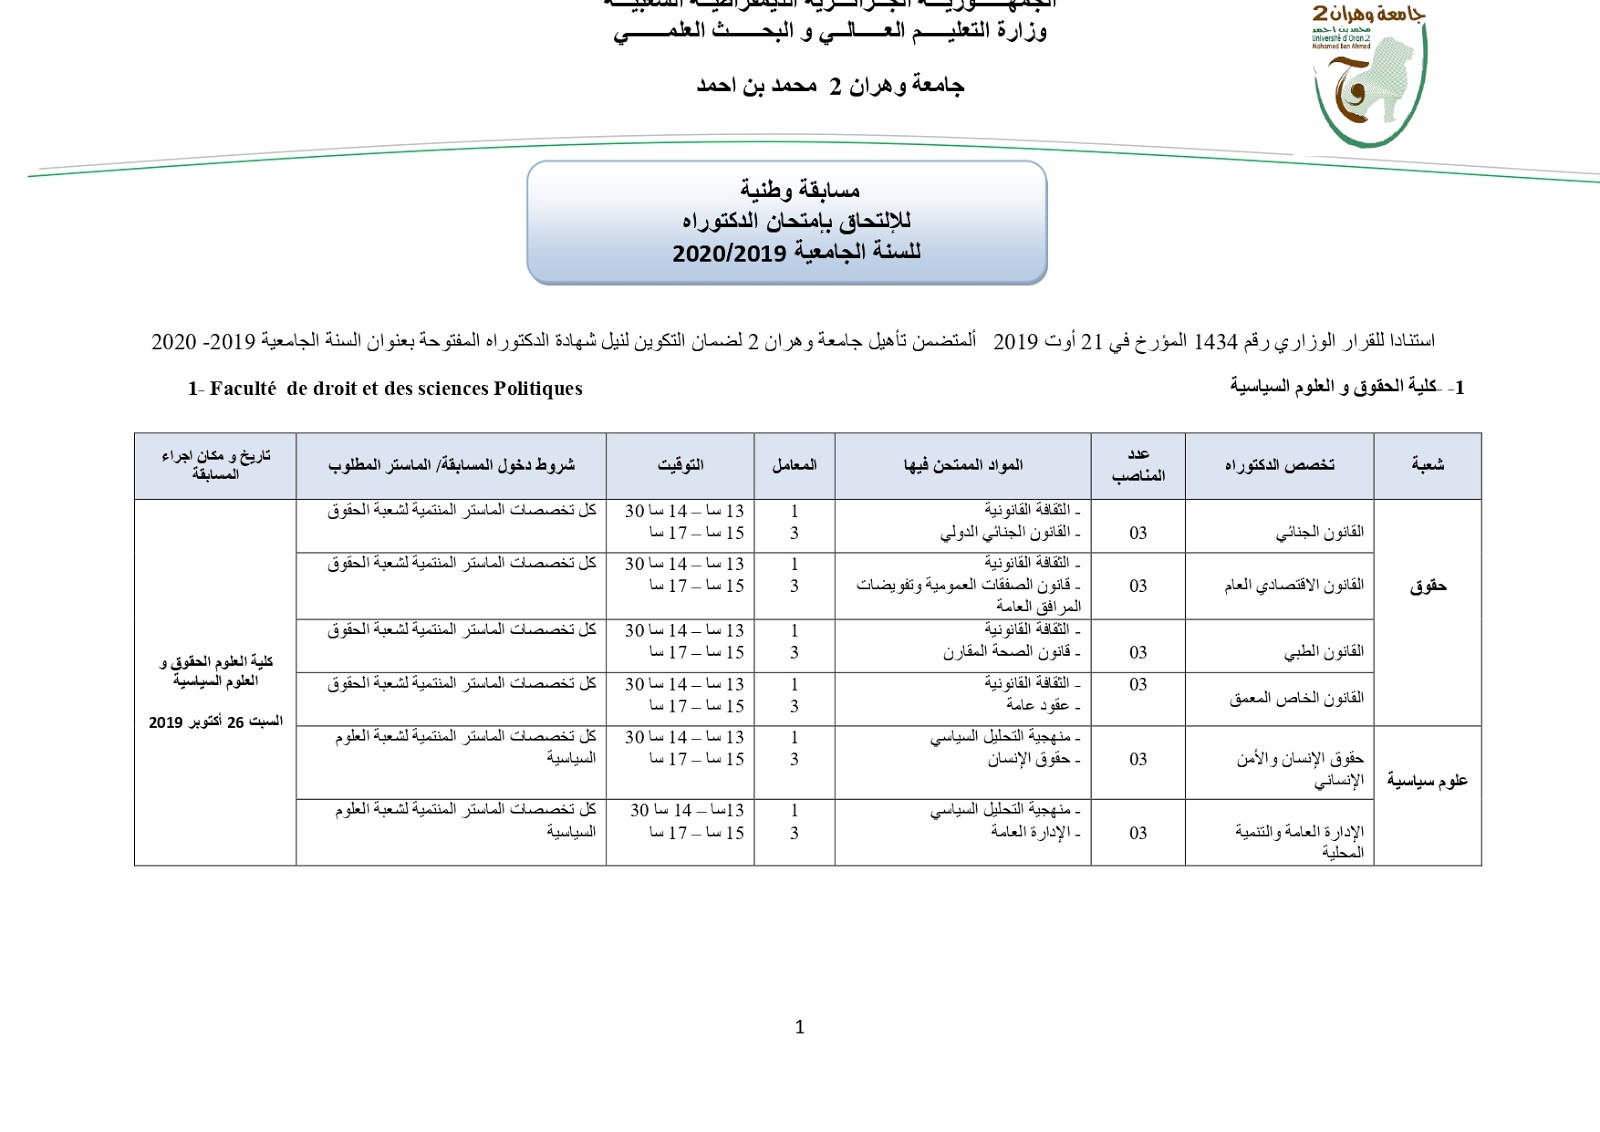 الجمهورية الجزائرية الديمقراطية الشعبية
وزارة التعليم العالي و البحث العلمي
جامعة وهران 2 محمد بن احمد
جامعة وهران2
محمد بن احمد
Université d'Oran 2
Mohamed Ben Ahmed
مسابقة وطنية
للإلتحاق بإمتحان الدكتوراه
للسنة الجامعية 2020/2019
استنادا للقرار الوزاري رقم 1434 المؤرخ في 21 أوت 2019 ألمتضمن تأهيل جامعة وهران 2 لضمان التكوين لنيل شهادة الدكتوراه المفتوحة بعنوان السنة الجامعية 2019- 2020
1- -كلية الحقوق و العلوم السياسية
1- Faculté de droit et des sciences Politiques
شعبة
تخصص الدكتوراه
عدد
المناصب
المواد الممتحن فيها
المعامل
التوقيت
شروط دخول المسابقة/ الماستر المطلوب
تاريخ و مكان اجراء
المسابقة
حقوق
القانون الجنائي
03
- الثقافة القانونية
- القانون الجنائي الدولي
1
3
13 سا – 14 سا 30
15 سا – 17 سا
كل تخصصات الماستر المنتمية لشعبة الحقوق
القانون الاقتصادي العام
03
- الثقافة القانونية
- قانون الصفقات العمومية وتفويضات
المرافق العامة
1
3
13 سا – 14 سا 30
15 سا – 17 سا
كل تخصصات الماستر المنتمية لشعبة الحقوق
القانون الطبي
03
- الثقافة القانونية
- قانون الصحة المقارن
1
3
13 سا – 14 سا 30
15 سا – 17 سا
كل تخصصات الماستر المنتمية لشعبة الحقوق
القانون الخاص المعمق
03
- الثقافة القانونية
- عقود عامة
1
3
13 سا – 14 سا 30
15 سا – 17 سا
كل تخصصات الماستر المنتمية لشعبة الحقوق
علوم سياسية
حقوق الإنسان والأمن
الإنساني
03
- منهجية التحليل السياسي
- حقوق الإنسان
1
3
13 سا – 14 سا 30
15 سا – 17 سا
كل تخصصات الماستر المنتمية لشعبة العلوم
السياسية
الإدارة العامة والتنمية
المحلية
03
- منهجية التحليل السياسي
- الإدارة العامة
1
3
13سا – 14 سا 30
15 سا – 17 سا
كل تخصصات الماستر المنتمية لشعبة العلوم
السياسية
كلية العلوم الحقوق و
العلوم السياسية
السبت 26 أكتوبر 2019
1